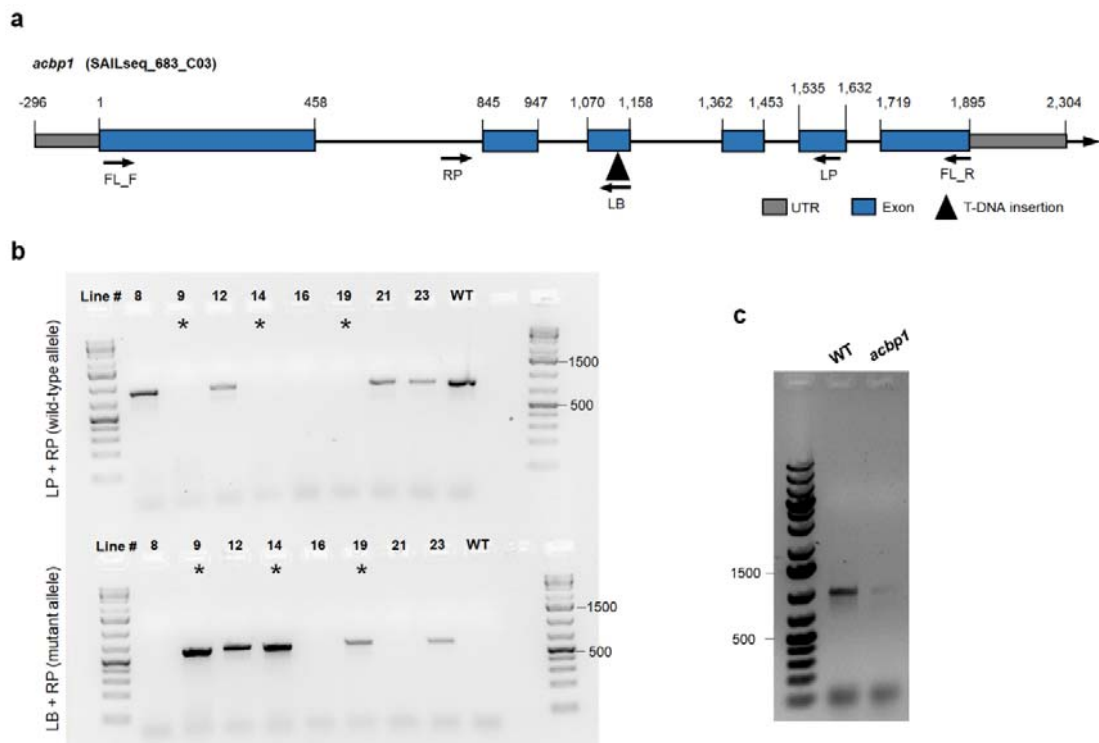 a
acbp1 (SAILseq_683_C03)
-296 1 458 845 947 1,070 1,158 1,362 1,453 1,535 1,632 1,719 1,895 2,304
FL_F RP LB LP FL_R
UTR Exon T-DNA insertion
b
Line # 8 9 12 14 16 19 21 23 WT
* * *
LP + RP (wild-type allele)
1500
500
Line # 8 9 12 14 16 19 21 23 WT
* * *
LB + RP (mutant allele)
1500
500
c
WT acbp1
1500
500